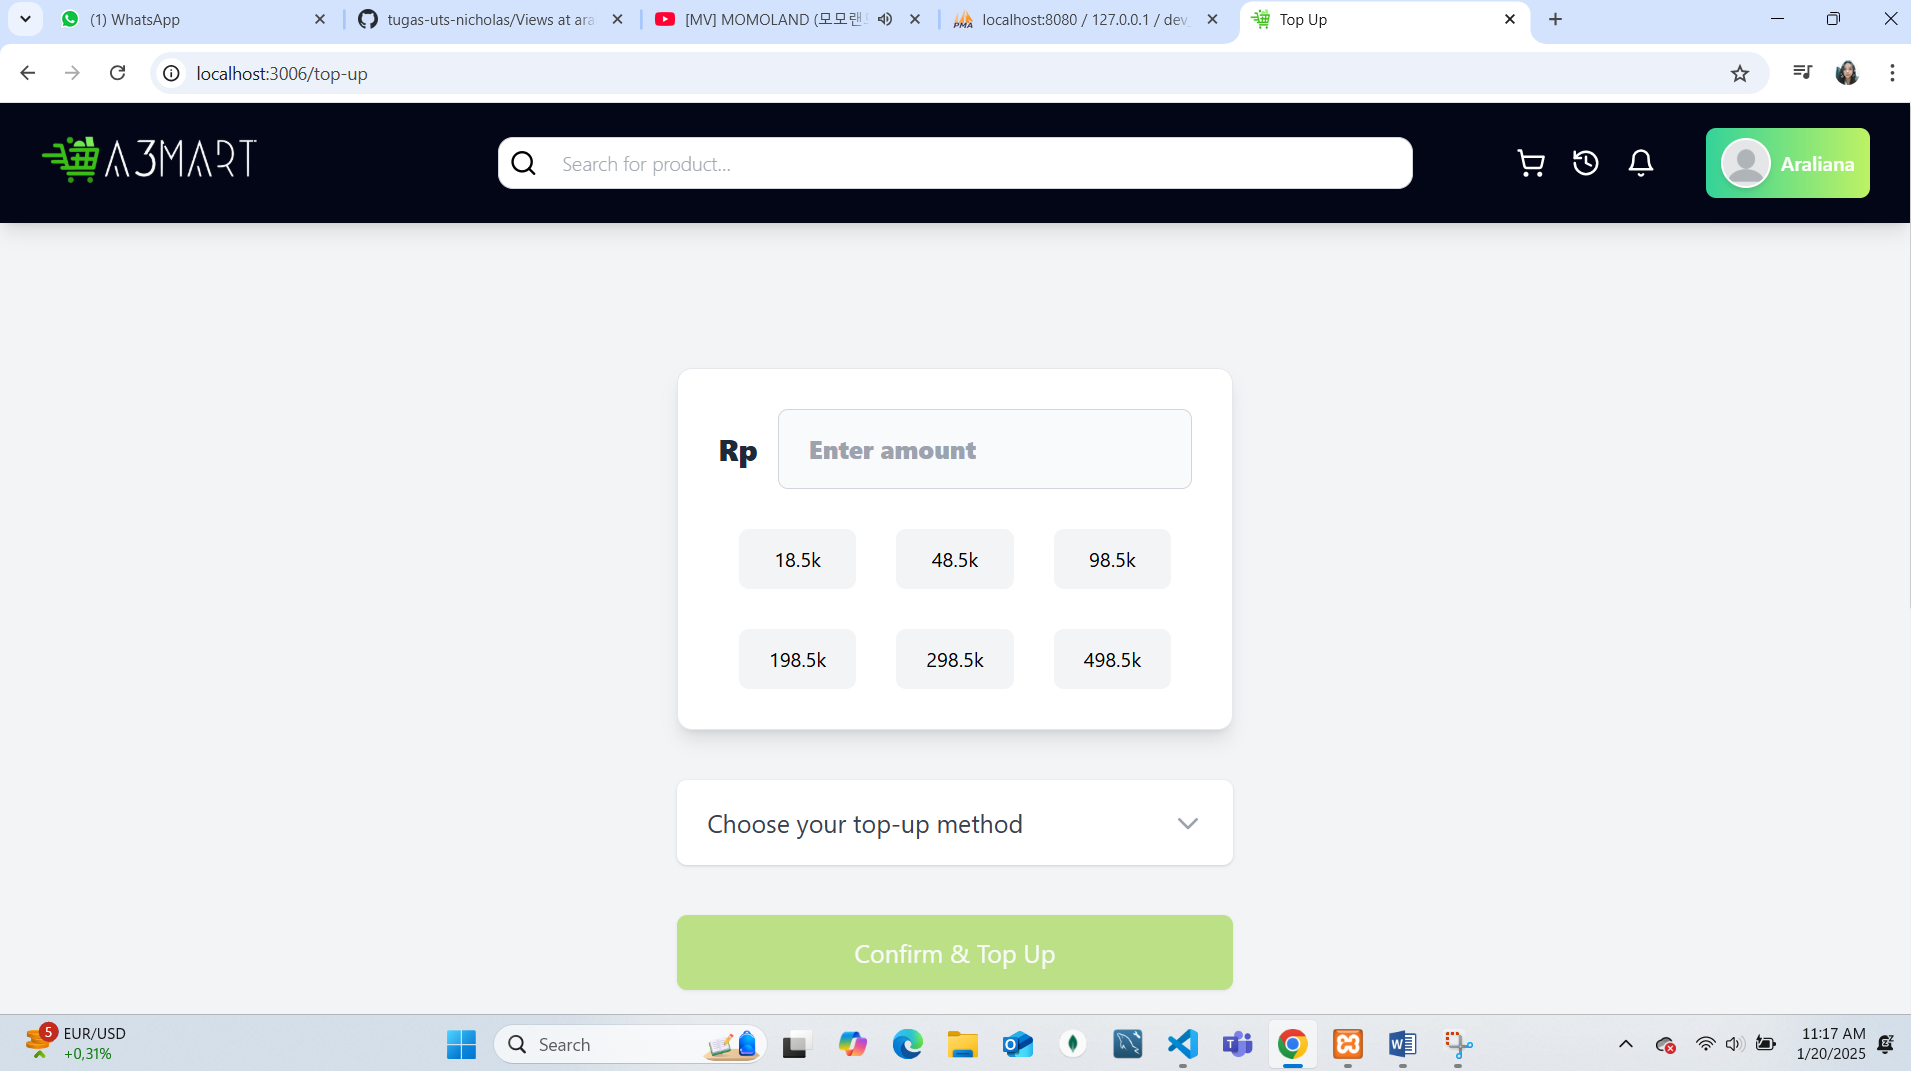 (1) WhatsApp
tugas-uts-nicholas/Views at ara
[MV] MOMOLAND (모모랜
localhost:8080 / 127.0.0.1 / dev_
Top Up
localhost:3006/top-up
A3MART
Search for product...
Araliana
Rp
Enter amount
18.5k 48.5k 98.5k
198.5k 298.5k 498.5k
Choose your top-up method
Confirm & Top Up
5
EUR/USD
+0,31%
Search
11:17 AM
1/20/2025